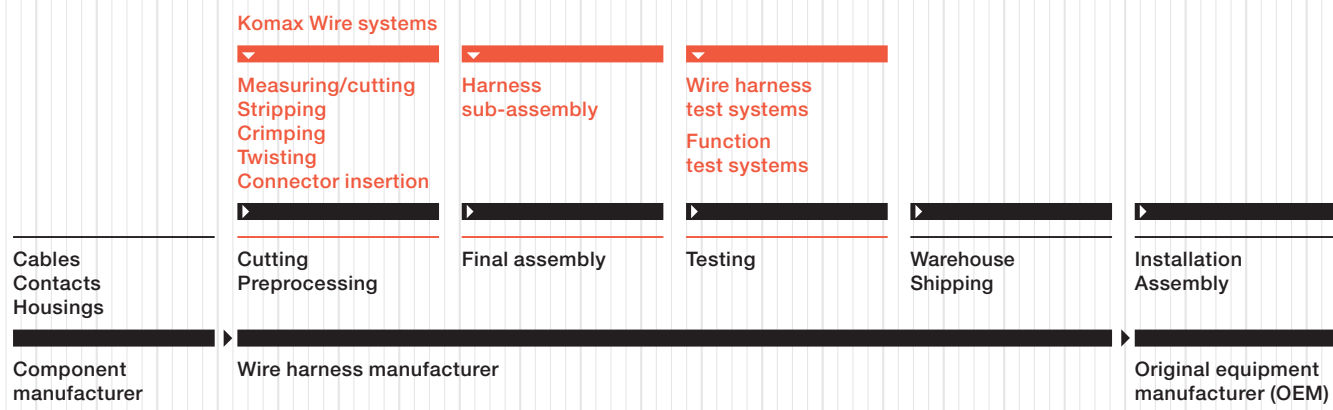 Komax Wire systems
Measuring/cutting
Stripping
Crimping
Twisting
Connector insertion
Harness
sub-assembly
Wire harness
test systems
Function
test systems
Cables
Contacts
Housings
Cutting
Preprocessing
Final assembly
Testing
Warehouse
Shipping
Installation
Assembly
Component
manufacturer
Wire harness manufacturer
Original equipment
manufacturer (OEM)